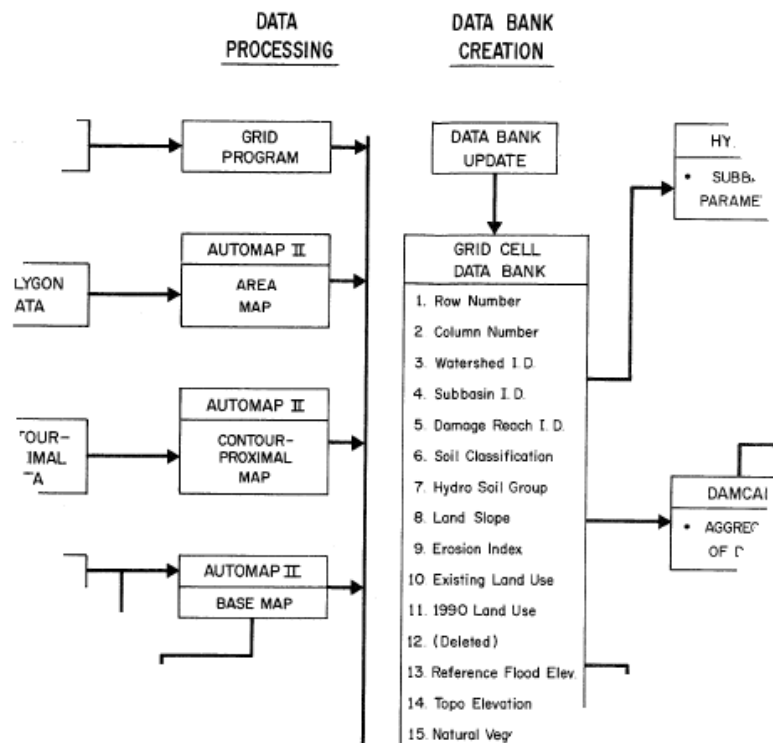 DATA
PROCESSING
DATA BANK
CREATION
GRID
PROGRAM
DATA BANK
UPDATE
AUTOMAP II
AREA
MAP
AUTOMAP II
CONTOUR-
PROXIMAL
MAP
AUTOMAP II
BASE MAP
GRID CELL
DATA BANK
1. Row Number
2. Column Number
3. Watershed I.D.
4. Subbasin I.D.
5. Damage Reach I.D.
6. Soil Classification
7. Hydro Soil Group
8. Land Slope
9. Erosion Index
10. Existing Land Use
11. 1990 Land Use
12. (Deleted)
13. Reference Flood Elev.
14. Topo Elevation
15. Natural
• 
• 
OF